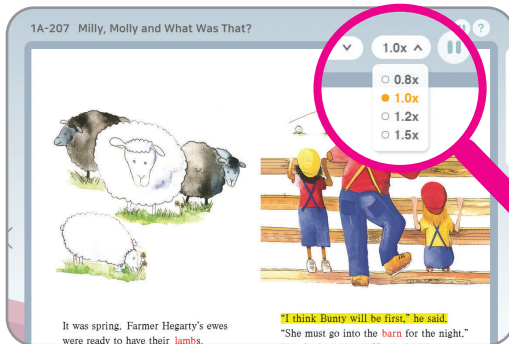 1A-207 Milly, Molly and What Was That?
1.0x
?
0.8x
1.0x
1.2x
1.5x
It was spring. Farmer Hegarty's ewes
were ready to have their lambs.
"I think Bunty will be first," he said.
"She must go into the barn for the night."